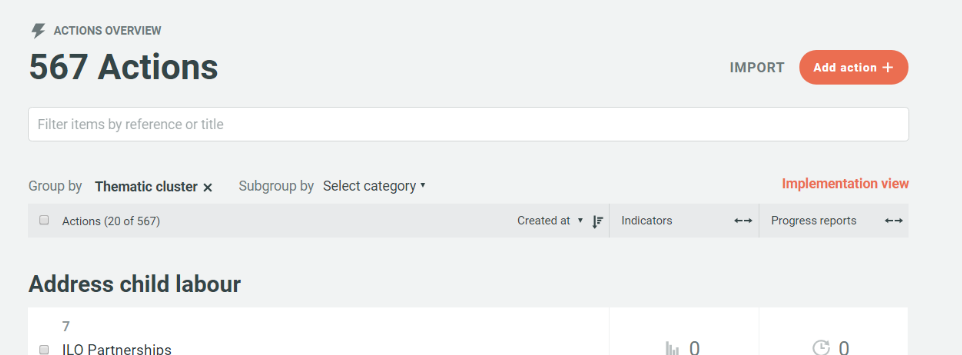 ACTIONS OVERVIEW
567 Actions
IMPORT
Add action +
Filter items by reference or title
Group by Thematic cluster × Subgroup by Select category ▾
Implementation view
Actions (20 of 567) Created at ▾ Indicators Progress reports
Address child labour
7
ILO Partnerships 0 0